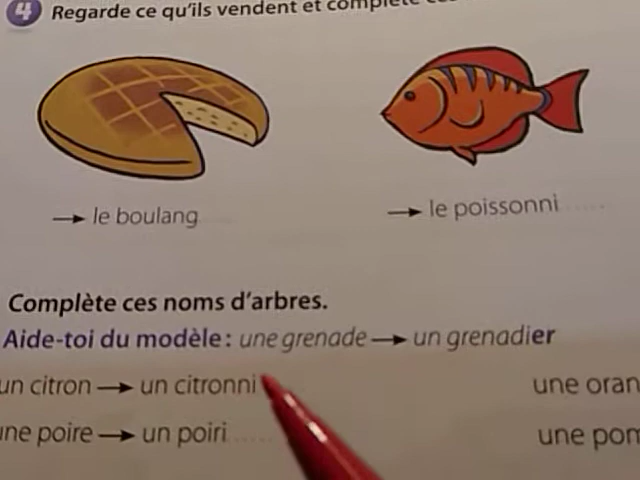 4 Regarde ce qu'ils vendent et complète
→ le boulang
→ le poissonni......
Complète ces noms d'arbres.
Aide-toi du modèle : une grenade → un grenadier
un citron → un citronni
une oran
une poire → un poiri.....
une pom